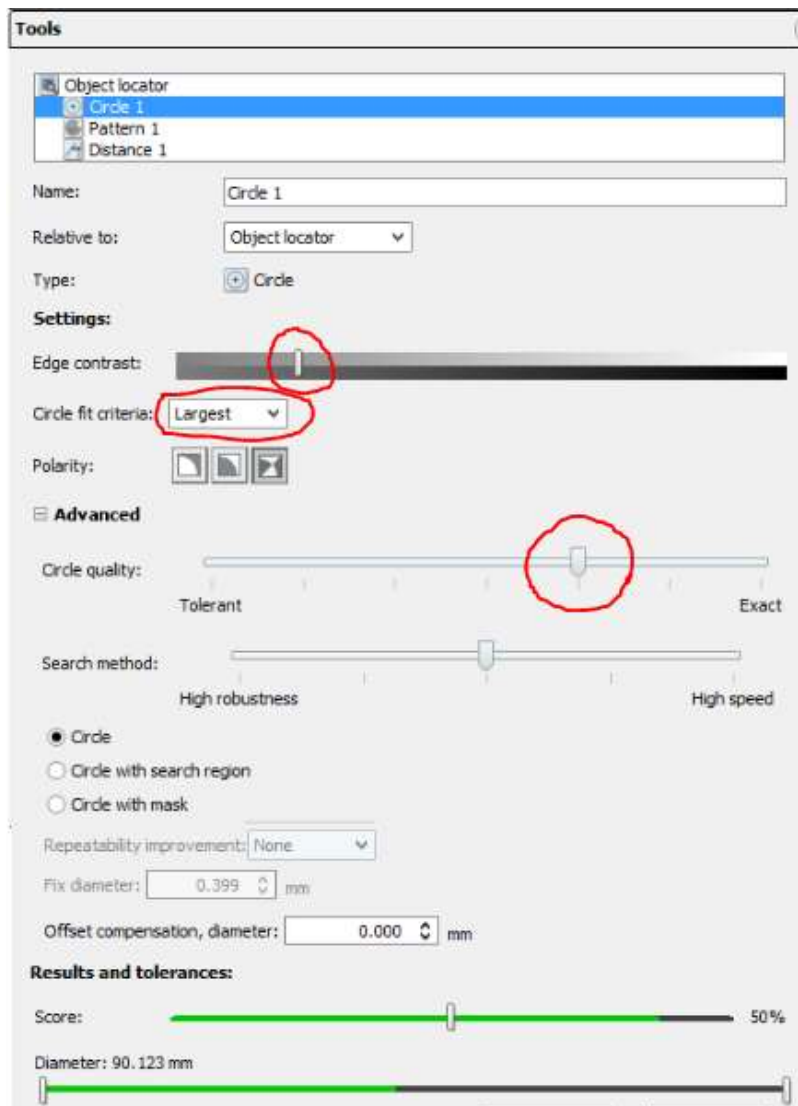 Tools
Object locator
Circle 1
Pattern 1
Distance 1
Name: Circle 1
Relative to: Object locator
Type: Circle
Settings:
Edge contrast:
Circle fit criteria: Largest
Polarity:
Advanced
Circle quality:
Tolerant Exact
Search method:
High robustness High speed
Circle
Circle with search region
Circle with mask
Repeatability improvement: None
Fix diameter: 0.399 mm
Offset compensation, diameter: 0.000 mm
Results and tolerances:
Score: 50%
Diameter: 90.123 mm